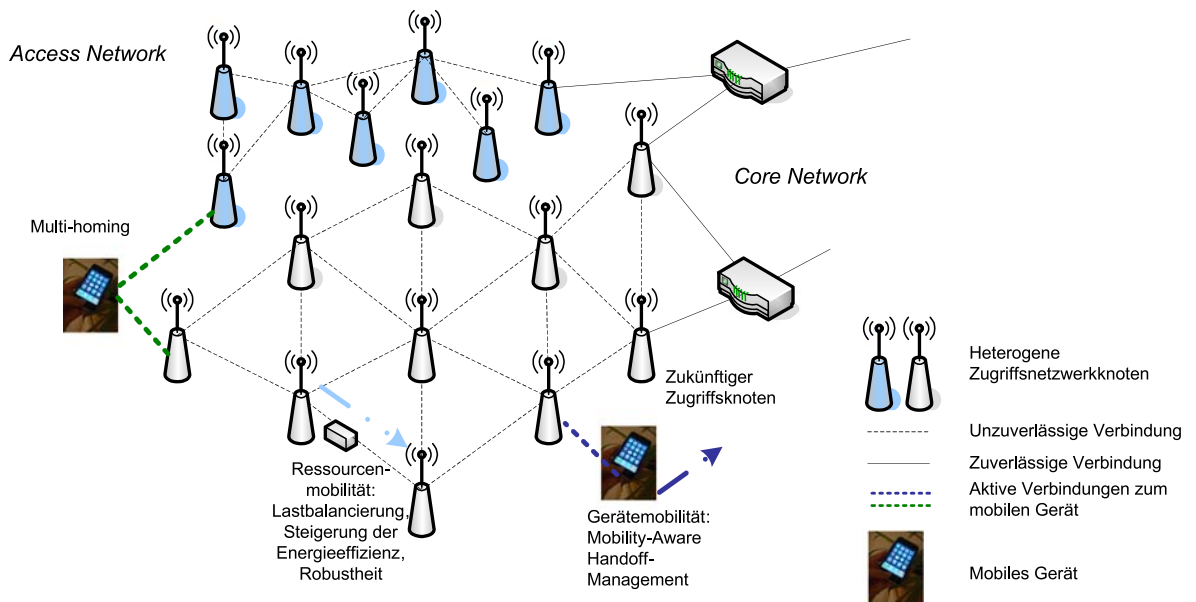 Access Network
Core Network
Multi-homing
Zukünftiger
Zugriffsknoten
Ressourcen-
mobilität:
Lastbalancierung,
Steigerung der
Energieeffizienz,
Robustheit
Gerätemobilität:
Mobility-Aware
Handoff-
Management
Heterogene
Zugriffsnetzwerkknoten
Unzuverlässige Verbindung
Zuverlässige Verbindung
Aktive Verbindungen zum
mobilen Gerät
Mobiles Gerät